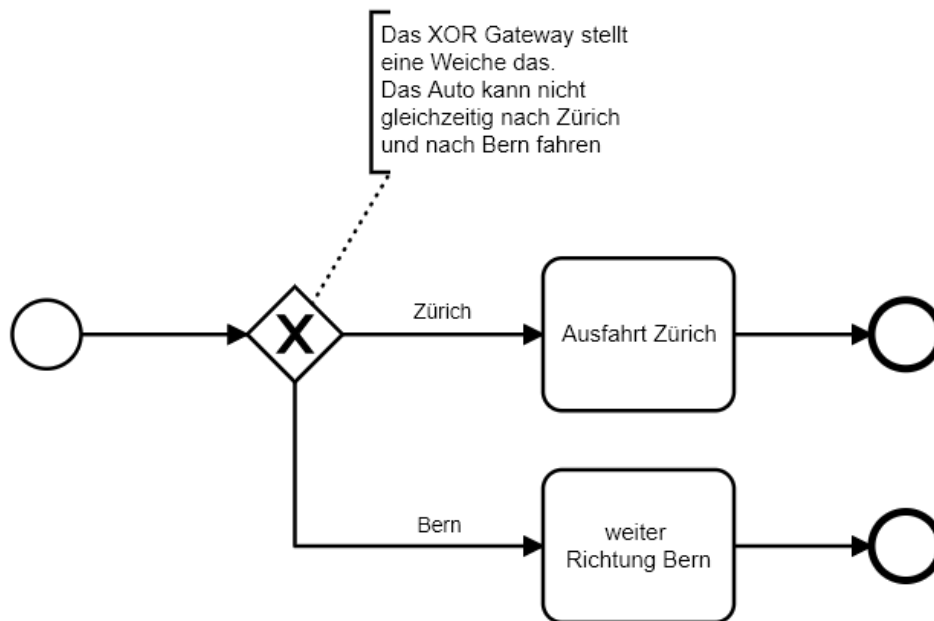 Das XOR Gateway stellt
eine Weiche das.
Das Auto kann nicht
gleichzeitig nach Zürich
und nach Bern fahren
Zürich
Ausfahrt Zürich
Bern
weiter
Richtung Bern